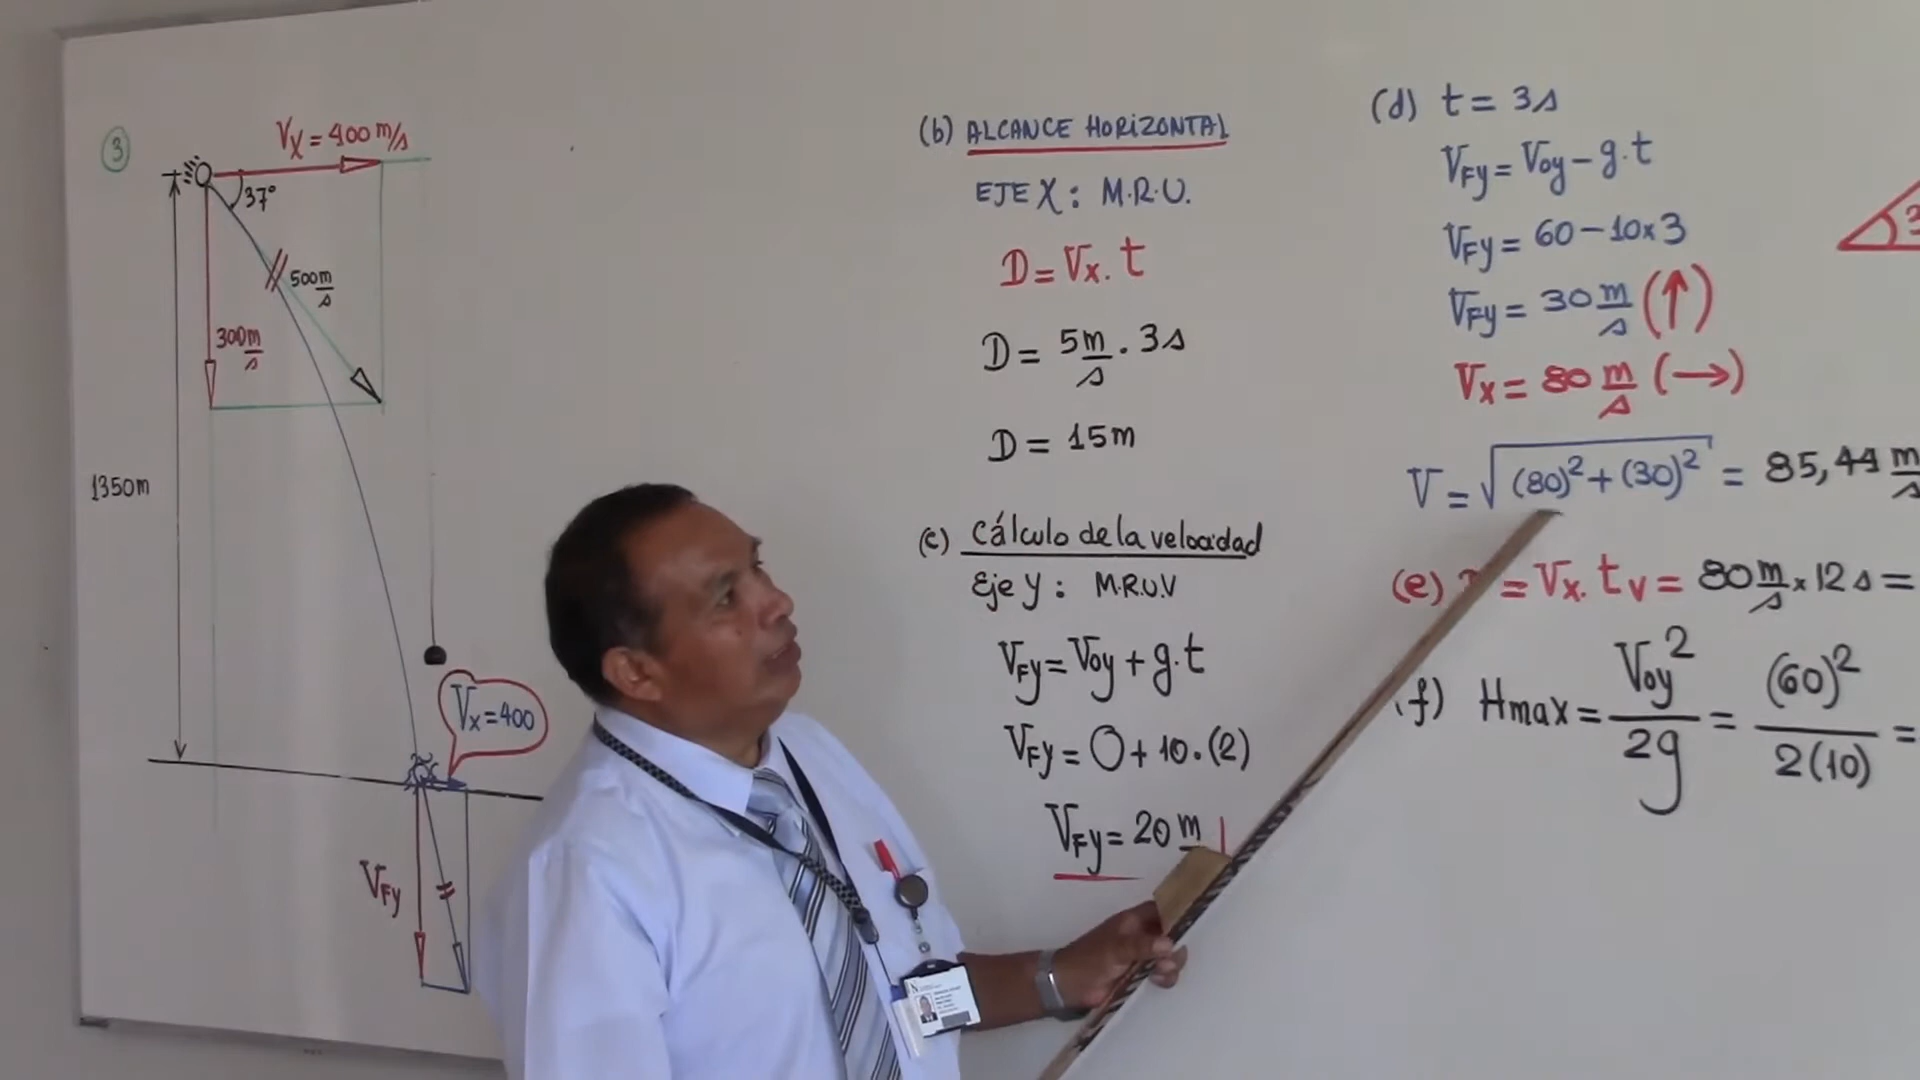 3
Vx = 400 m/s
37°
500 m/s
300 m/s
1350m
Vx=400
VFy
(b) ALCANCE HORIZONTAL
EJE X: M.R.U.
D = Vx. t
D = 5 m/s . 3s
D = 15m
(c) Cálculo de la velocidad
Eje y: M.R.U.V
VFy = Voy + g.t
VFy = 0 + 10.(2)
VFy = 20 m
(d) t = 3s
VFy = Voy - g.t
VFy = 60 - 10x3
VFy = 30 m/s (↑)
Vx = 80 m/s (→)
V = √(80)² + (30)² = 85,44 m/s
(e) = Vx. tv = 80 m/s x 12s =
f) Hmax = Voy²/2g = (60)²/2(10) =
3